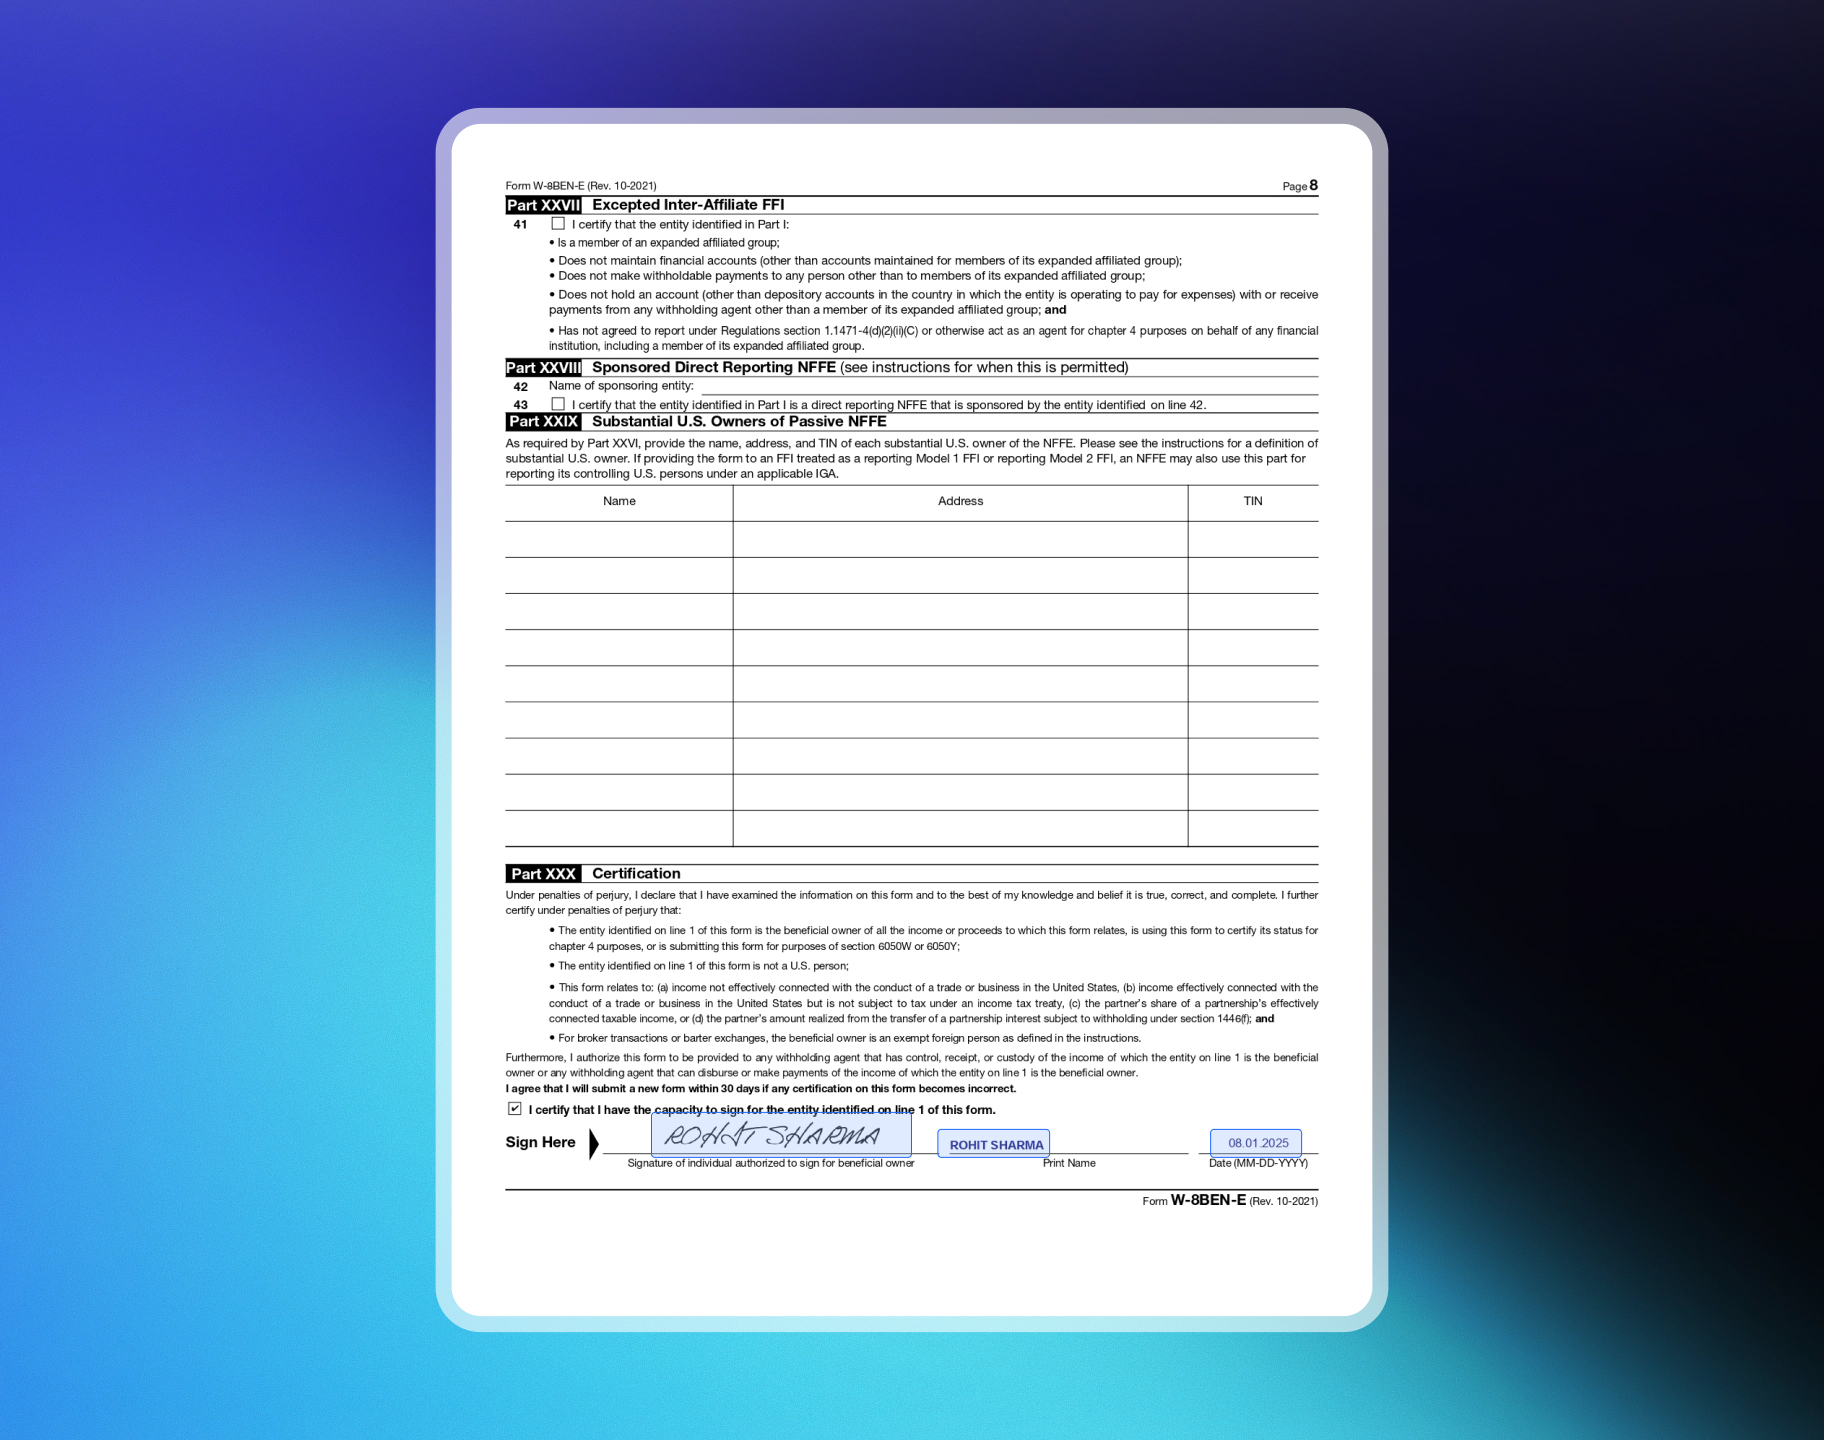 Form W-8BEN-E (Rev. 10-2021) Page 8
Part XXVII Excepted Inter-Affiliate FFI
41 I certify that the entity identified in Part I:
• Is a member of an expanded affiliated group;
• Does not maintain financial accounts (other than accounts maintained for members of its expanded affiliated group);
• Does not make withholdable payments to any person other than to members of its expanded affiliated group;
• Does not hold an account (other than depository accounts in the country in which the entity is operating to pay for expenses) with or receive
payments from any withholding agent other than a member of its expanded affiliated group; and
• Has not agreed to report under Regulations section 1.1471-4(d)(2)(ii)(C) or otherwise act as an agent for chapter 4 purposes on behalf of any financial
institution, including a member of its expanded affiliated group.
Part XXVIII Sponsored Direct Reporting NFFE (see instructions for when this is permitted)
42 Name of sponsoring entity:
43 I certify that the entity identified in Part I is a direct reporting NFFE that is sponsored by the entity identified on line 42.
Part XXIX Substantial U.S. Owners of Passive NFFE
As required by Part XXVI, provide the name, address, and TIN of each substantial U.S. owner of the NFFE. Please see the instructions for a definition of
substantial U.S. owner. If providing the form to an FFI treated as a reporting Model 1 FFI or reporting Model 2 FFI, an NFFE may also use this part for
reporting its controlling U.S. persons under an applicable IGA.
Name Address TIN
Part XXX Certification
Under penalties of perjury, I declare that I have examined the information on this form and to the best of my knowledge and belief it is true, correct, and complete. I further
certify under penalties of perjury that:
• The entity identified on line 1 of this form is the beneficial owner of all the income or proceeds to which this form relates, is using this form to certify its status for
chapter 4 purposes, or is submitting this form for purposes of section 6050W or 6050Y;
• The entity identified on line 1 of this form is not a U.S. person;
• This form relates to: (a) income not effectively connected with the conduct of a trade or business in the United States, (b) income effectively connected with the
conduct of a trade or business in the United States but is not subject to tax under an income tax treaty, (c) the partner's share of a partnership's effectively
connected taxable income, or (d) the partner's amount realized from the transfer of a partnership interest subject to withholding under section 1446(f); and
• For broker transactions or barter exchanges, the beneficial owner is an exempt foreign person as defined in the instructions.
Furthermore, I authorize this form to be provided to any withholding agent that has control, receipt, or custody of the income of which the entity on line 1 is the beneficial
owner or any withholding agent that can disburse or make payments of the income of which the entity on line 1 is the beneficial owner.
I agree that I will submit a new form within 30 days if any certification on this form becomes incorrect.
✔ I certify that I have the capacity to sign for the entity identified on line 1 of this form.
Sign Here ROHIT SHARMA ROHIT SHARMA 08.01.2025
Signature of individual authorized to sign for beneficial owner Print Name Date (MM-DD-YYYY)
Form W-8BEN-E (Rev. 10-2021)